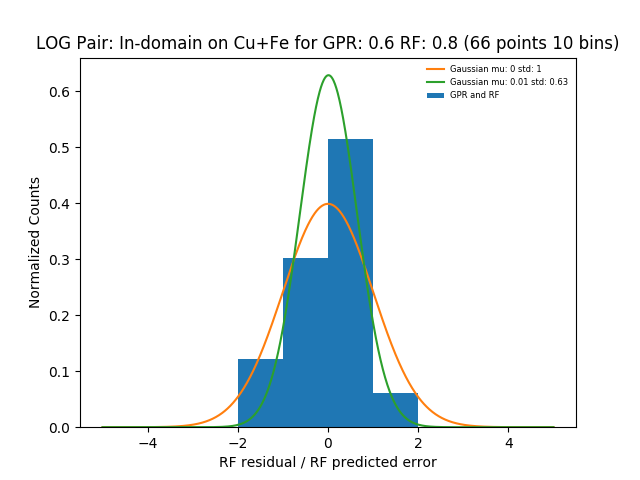 LOG Pair: In-domain on Cu+Fe for GPR: 0.6 RF: 0.8 (66 points 10 bins)
Gaussian mu: 0 std: 1
Gaussian mu: 0.01 std: 0.63
GPR and RF
Normalized Counts
0.6
0.5
0.4
0.3
0.2
0.1
0.0
−4 −2 0 2 4
RF residual / RF predicted error